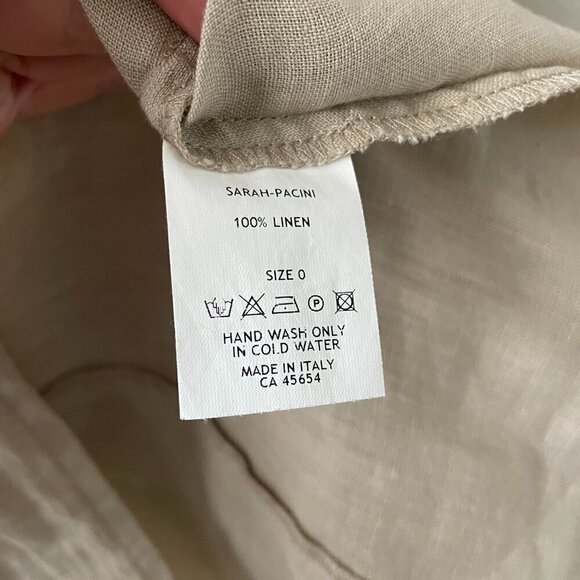 SARAH-PACINI
100% LINEN
SIZE 0
P
HAND WASH ONLY
IN COLD WATER
MADE IN ITALY
CA 45654